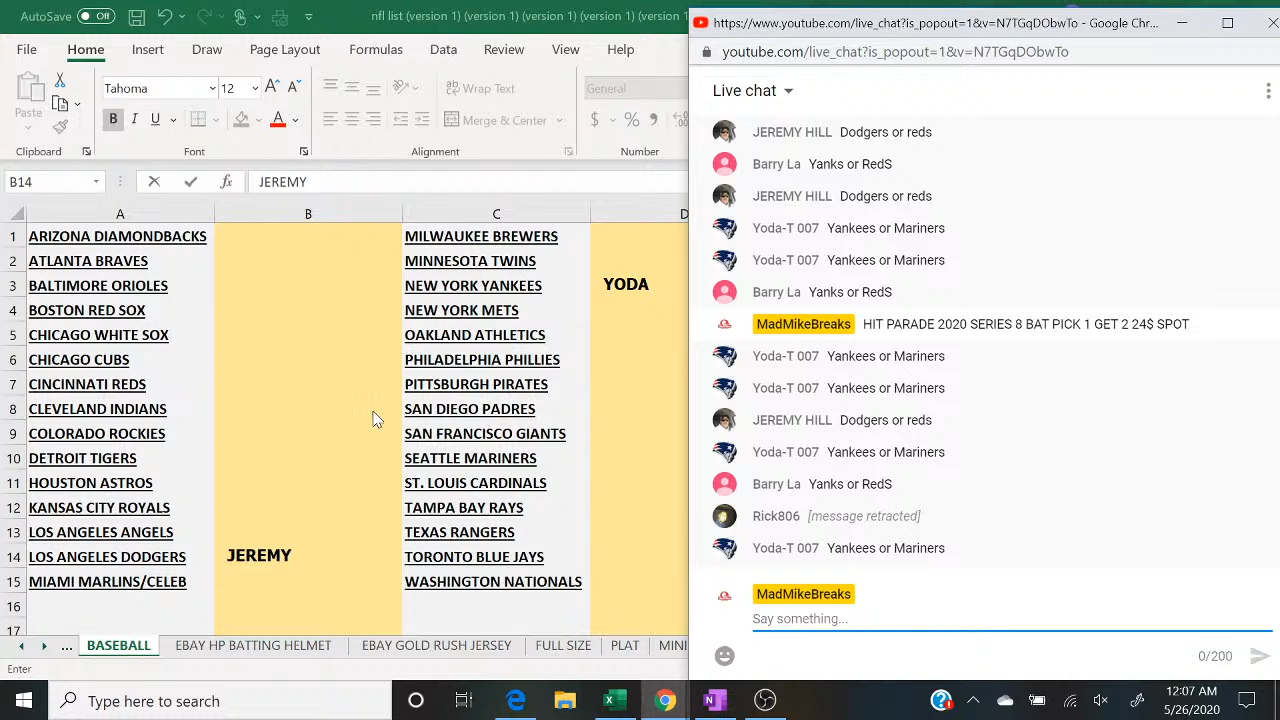 AutoSave Off
nfl list (version 1) (version 1) (version 1) (version 1
File Home Insert Draw Page Layout Formulas Data Review View Help
Paste
Tahoma 12
B I U
Wrap Text
Merge & Center
General
$ %
Clipboard Font Alignment Number
B14 fx JEREMY
A B C D
1 ARIZONA DIAMONDBACKS MILWAUKEE BREWERS
2 ATLANTA BRAVES MINNESOTA TWINS
3 BALTIMORE ORIOLES NEW YORK YANKEES YODA
4 BOSTON RED SOX NEW YORK METS
5 CHICAGO WHITE SOX OAKLAND ATHLETICS
6 CHICAGO CUBS PHILADELPHIA PHILLIES
7 CINCINNATI REDS PITTSBURGH PIRATES
8 CLEVELAND INDIANS SAN DIEGO PADRES
9 COLORADO ROCKIES SAN FRANCISCO GIANTS
10 DETROIT TIGERS SEATTLE MARINERS
11 HOUSTON ASTROS ST. LOUIS CARDINALS
12 KANSAS CITY ROYALS TAMPA BAY RAYS
13 LOS ANGELES ANGELS TEXAS RANGERS
14 LOS ANGELES DODGERS JEREMY TORONTO BLUE JAYS
15 MIAMI MARLINS/CELEB WASHINGTON NATIONALS
16
17
... BASEBALL EBAY HP BATTING HELMET EBAY GOLD RUSH JERSEY FULL SIZE PLAT MINI
Enter
https://www.youtube.com/live_chat?is_popout=1&v=N7TGqDObwTo - Google Chr...
youtube.com/live_chat?is_popout=1&v=N7TGqDObwTo
Live chat
JEREMY HILL Dodgers or reds
Barry La Yanks or RedS
JEREMY HILL Dodgers or reds
Yoda-T 007 Yankees or Mariners
Yoda-T 007 Yankees or Mariners
Barry La Yanks or RedS
MadMikeBreaks HIT PARADE 2020 SERIES 8 BAT PICK 1 GET 2 24$ SPOT
Yoda-T 007 Yankees or Mariners
Yoda-T 007 Yankees or Mariners
JEREMY HILL Dodgers or reds
Yoda-T 007 Yankees or Mariners
Barry La Yanks or RedS
Rick806 [message retracted]
Yoda-T 007 Yankees or Mariners
MadMikeBreaks
Say something...
0/200
Type here to search
12:07 AM
5/26/2020